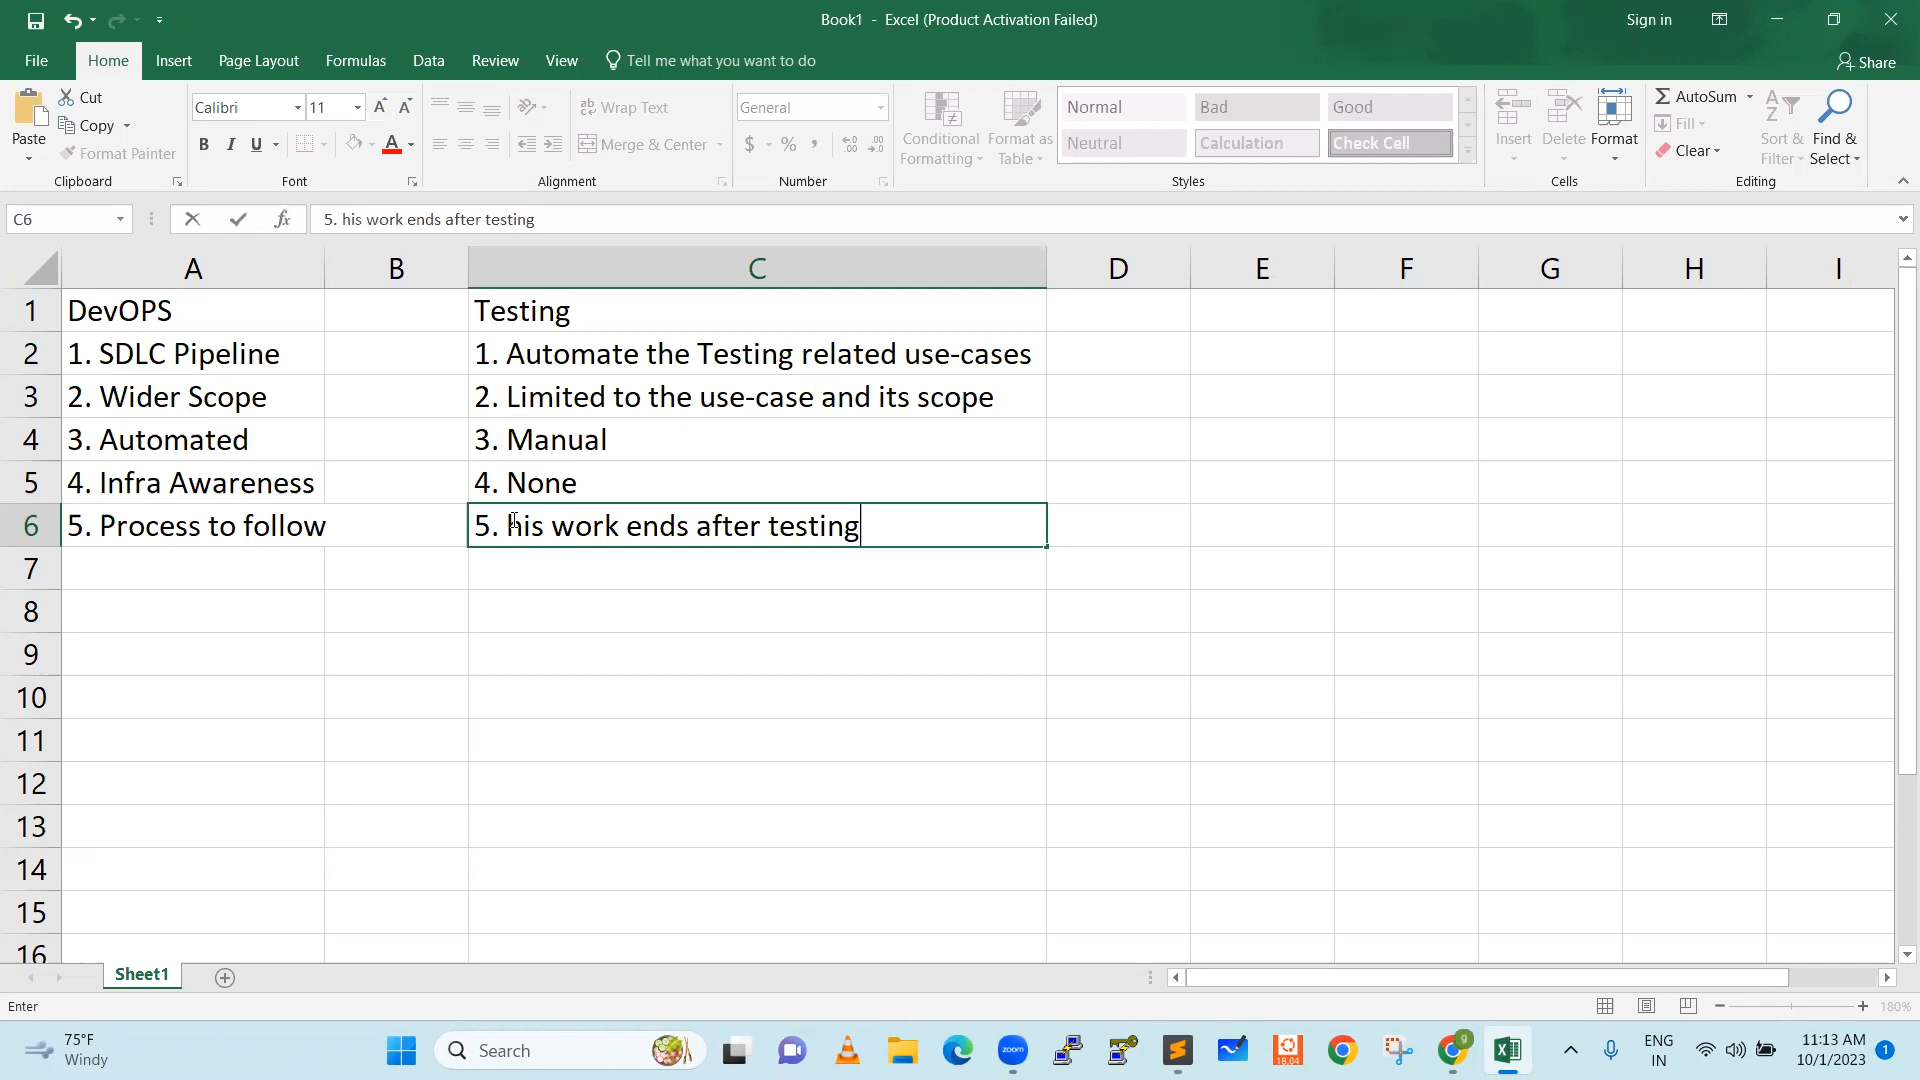 Book1 - Excel (Product Activation Failed)
Sign in
File Home Insert Page Layout Formulas Data Review View Tell me what you want to do
Share
Paste
Cut
Copy
Format Painter
Clipboard
Calibri 11
B I U
Font
Wrap Text
Merge & Center
Alignment
General
$ % ,
Number
Conditional Formatting
Format as Table
Normal Bad Good
Neutral Calculation Check Cell
Styles
Insert Delete Format
Cells
AutoSum
Fill
Clear
Sort & Filter
Find & Select
Editing
C6 fx 5. his work ends after testing
A B C D E F G H I
1 DevOPS Testing
2 1. SDLC Pipeline 1. Automate the Testing related use-cases
3 2. Wider Scope 2. Limited to the use-case and its scope
4 3. Automated 3. Manual
5 4. Infra Awareness 4. None
6 5. Process to follow 5. his work ends after testing
7
8
9
10
11
12
13
14
15
16
Sheet1
Enter
180%
75°F
Windy
Search
zoom
18.04
g
ENG
IN
11:13 AM
10/1/2023
1